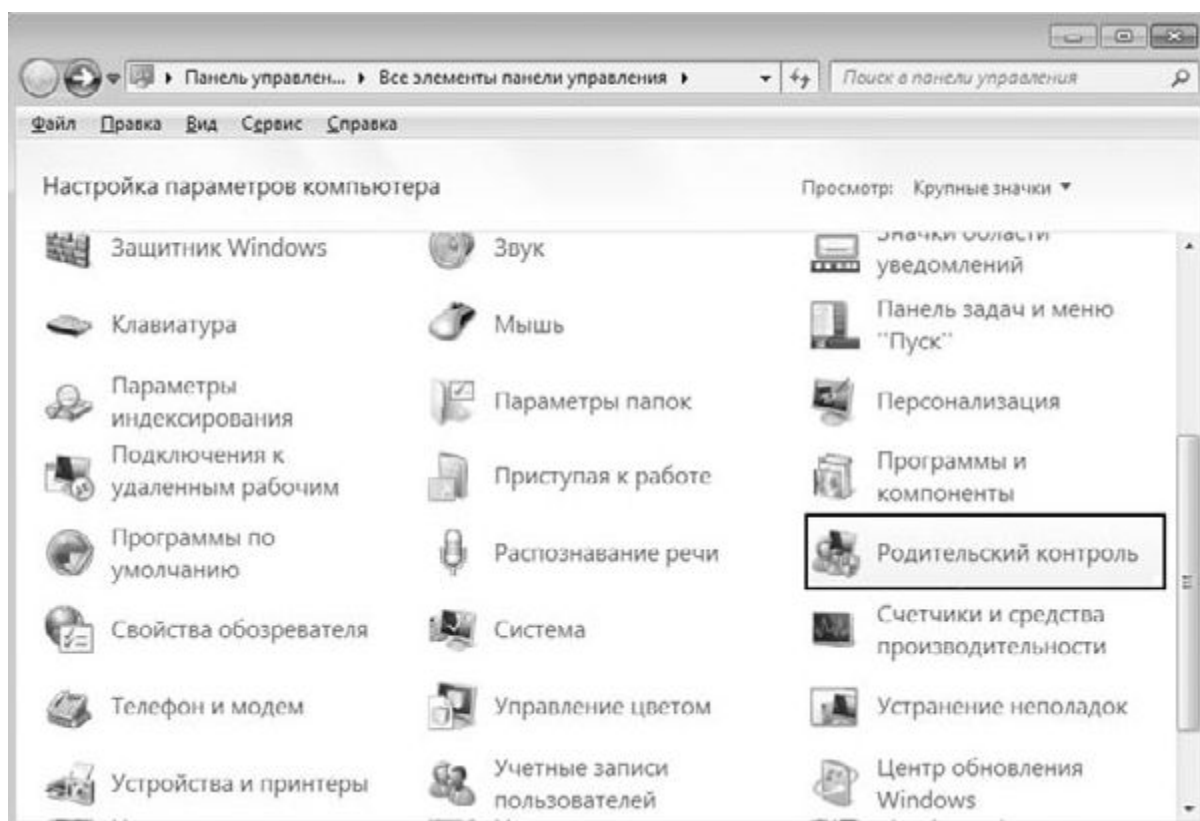 Панель управлен... Все элементы панели управления
Поиск в панели управления
Файл Правка Вид Сервис Справка
Настройка параметров компьютера
Просмотр: Крупные значки
Защитник Windows
Звук
Значки области
уведомлений
Клавиатура
Мышь
Панель задач и меню
"Пуск"
Параметры
индексирования
Параметры папок
Персонализация
Подключения к
удаленным рабочим
Приступая к работе
Программы и
компоненты
Программы по
умолчанию
Распознавание речи
Родительский контроль
Свойства обозревателя
Система
Счетчики и средства
производительности
Телефон и модем
Управление цветом
Устранение неполадок
Устройства и принтеры
Учетные записи
пользователей
Центр обновления
Windows